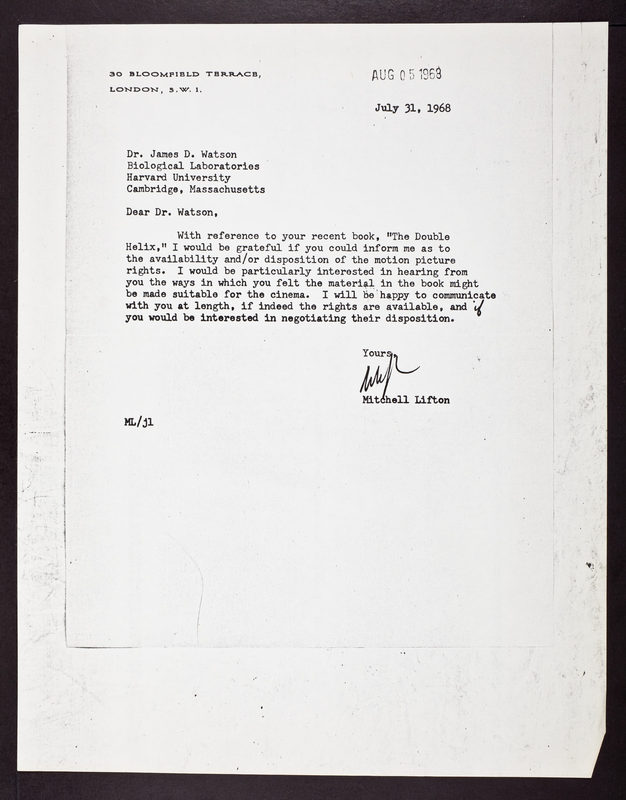 30 BLOOMFIELD TERRACE,
LONDON, S.W. 1.
AUG 05 1968
July 31, 1968
Dr. James D. Watson
Biological Laboratories
Harvard University
Cambridge, Massachusetts
Dear Dr. Watson,
With reference to your recent book, "The Double
Helix," I would be grateful if you could inform me as to
the availability and/or disposition of the motion picture
rights. I would be particularly interested in hearing from
you the ways in which you felt the material in the book might
be made suitable for the cinema. I will be happy to communicate
with you at length, if indeed the rights are available, and if
you would be interested in negotiating their disposition.
Yours,
Mitchell Lifton
ML/jl